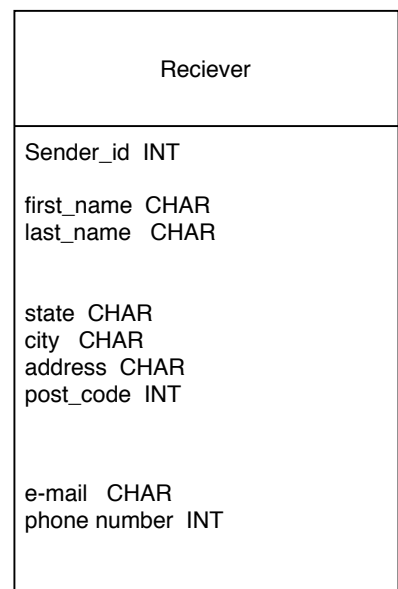 Reciever
Sender_id INT
first_name CHAR
last_name CHAR
state CHAR
city CHAR
address CHAR
post_code INT
e-mail CHAR
phone number INT